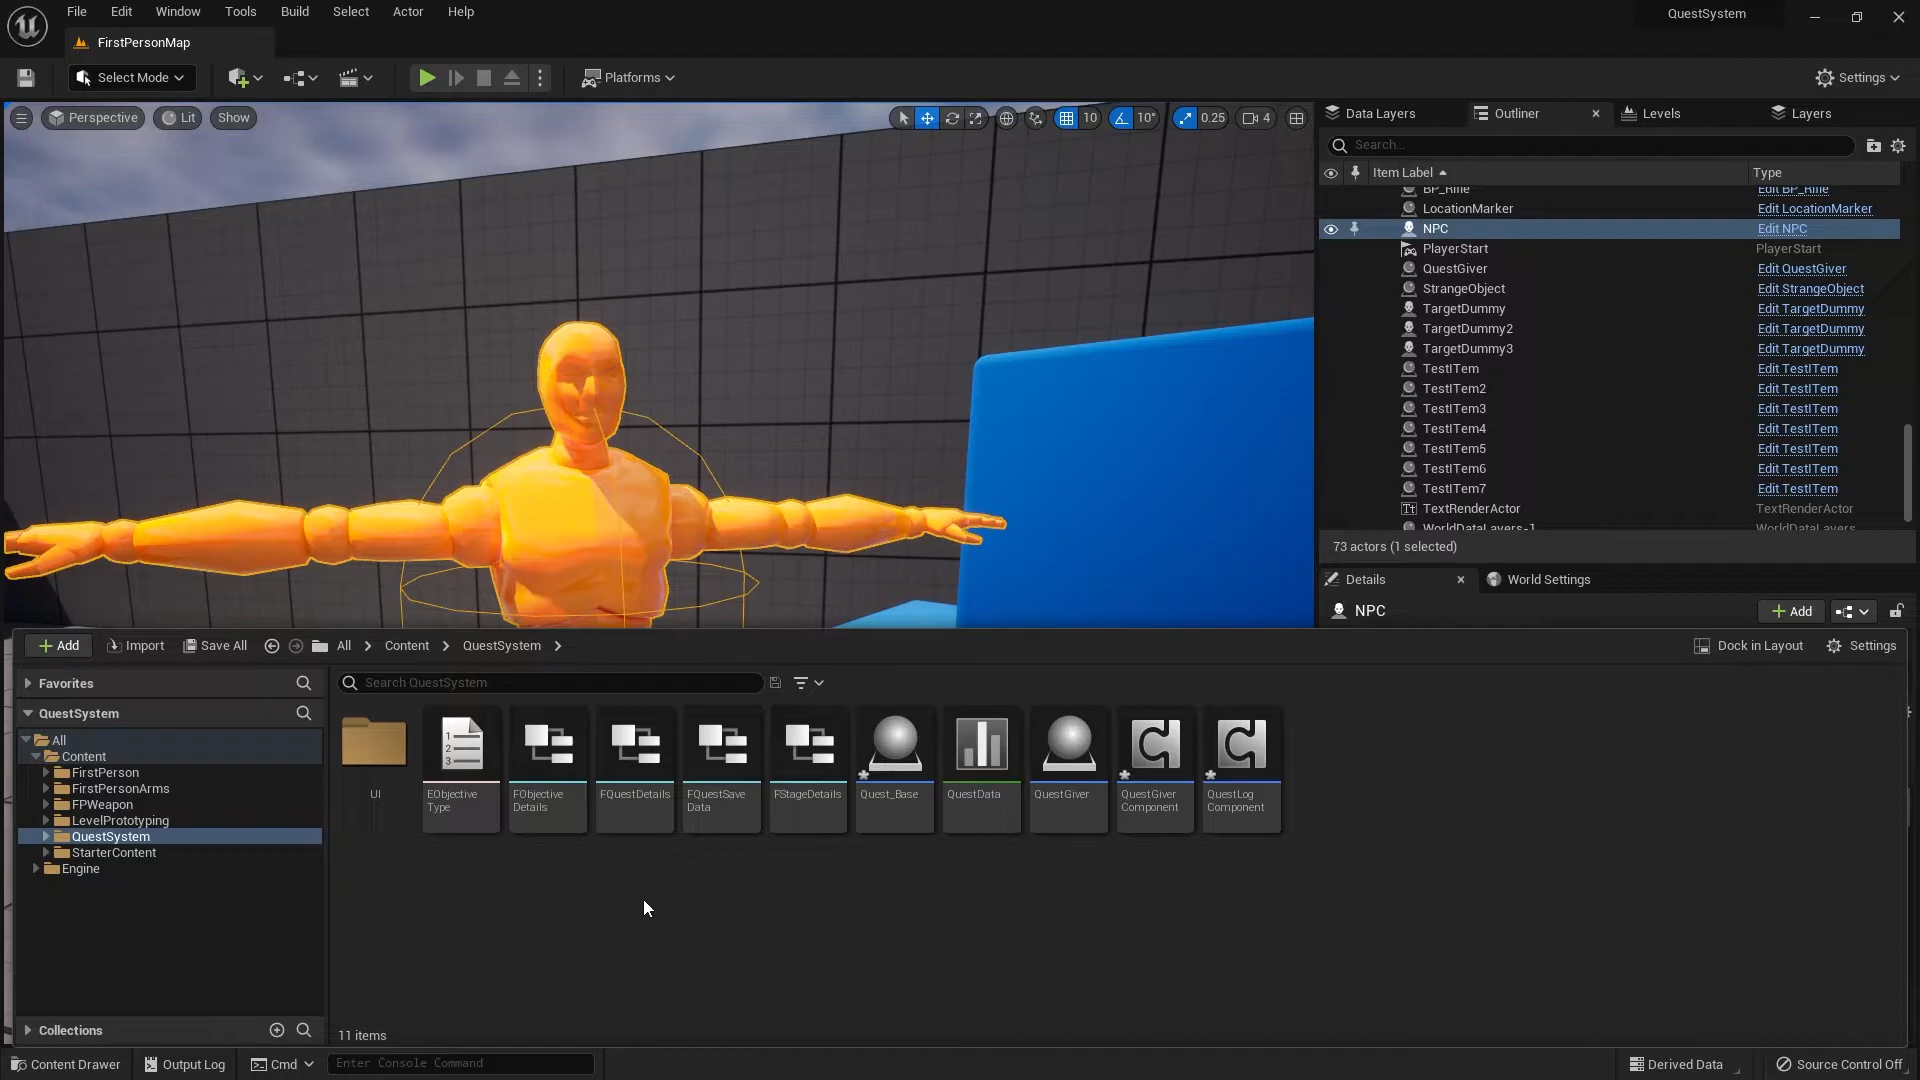 File Edit Window Tools Build Select Actor Help
QuestSystem
FirstPersonMap
Select Mode
Platforms
Settings
Perspective
Lit
Show
10
10°
0.25
4
Data Layers
Outliner
Levels
Layers
Search...
Item Label
Type
BP_Rifle Edit BP_Rifle
LocationMarker Edit LocationMarker
NPC Edit NPC
PlayerStart PlayerStart
QuestGiver Edit QuestGiver
StrangeObject Edit StrangeObject
TargetDummy Edit TargetDummy
TargetDummy2 Edit TargetDummy
TargetDummy3 Edit TargetDummy
TestITem Edit TestITem
TestITem2 Edit TestITem
TestITem3 Edit TestITem
TestITem4 Edit TestITem
TestITem5 Edit TestITem
TestITem6 Edit TestITem
TestITem7 Edit TestITem
TextRenderActor TextRenderActor
WorldDataLayers-1 WorldDataLayers
73 actors (1 selected)
Details
World Settings
NPC
Add
Add
Import
Save All
All
Content
QuestSystem
Dock in Layout
Settings
Favorites
QuestSystem
All
Content
FirstPerson
FirstPersonArms
FPWeapon
LevelPrototyping
QuestSystem
StarterContent
Engine
Collections
Search QuestSystem
UI
EObjective
Type
1
2
3
FObjective
Details
FQuestDetails
FQuestSave
Data
FStageDetails
Quest_Base
QuestData
QuestGiver
QuestGiver
Component
QuestLog
Component
11 items
Content Drawer
Output Log
Cmd
Enter Console Command
Derived Data
Source Control Off